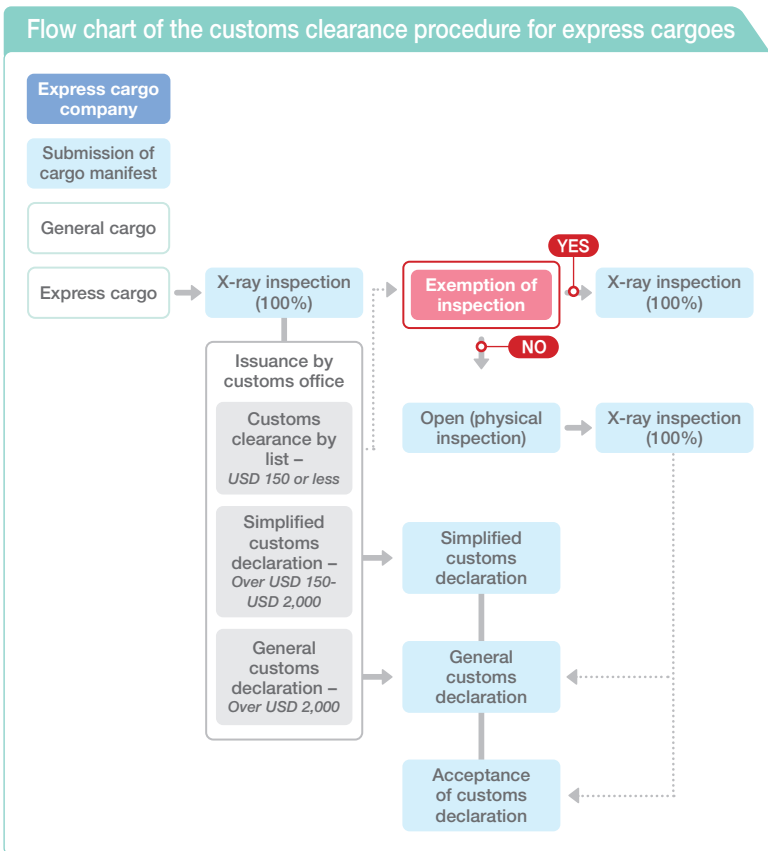 Flow chart of the customs clearance procedure for express cargoes
Express cargo
company
Submission of
cargo manifest
General cargo
Express cargo
X-ray inspection
(100%)
Exemption of
inspection
YES
X-ray inspection
(100%)
NO
Issuance by
customs office
Customs
clearance by
list –
USD 150 or less
Open (physical
inspection)
X-ray inspection
(100%)
Simplified
customs
declaration –
Over USD 150-
USD 2,000
Simplified
customs
declaration
General
customs
declaration –
Over USD 2,000
General
customs
declaration
Acceptance
of customs
declaration